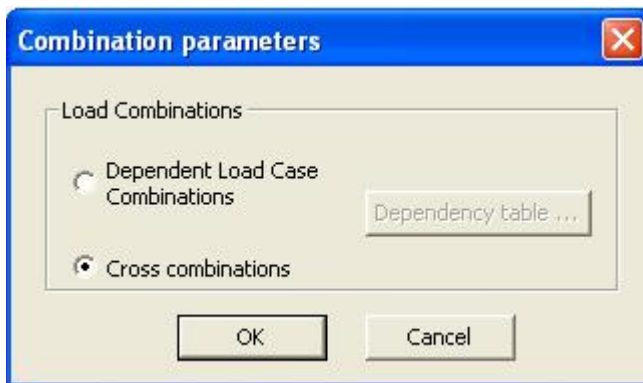 Combination parameters
Load Combinations
Dependent Load Case
Combinations
Dependency table ...
Cross combinations
OK
Cancel